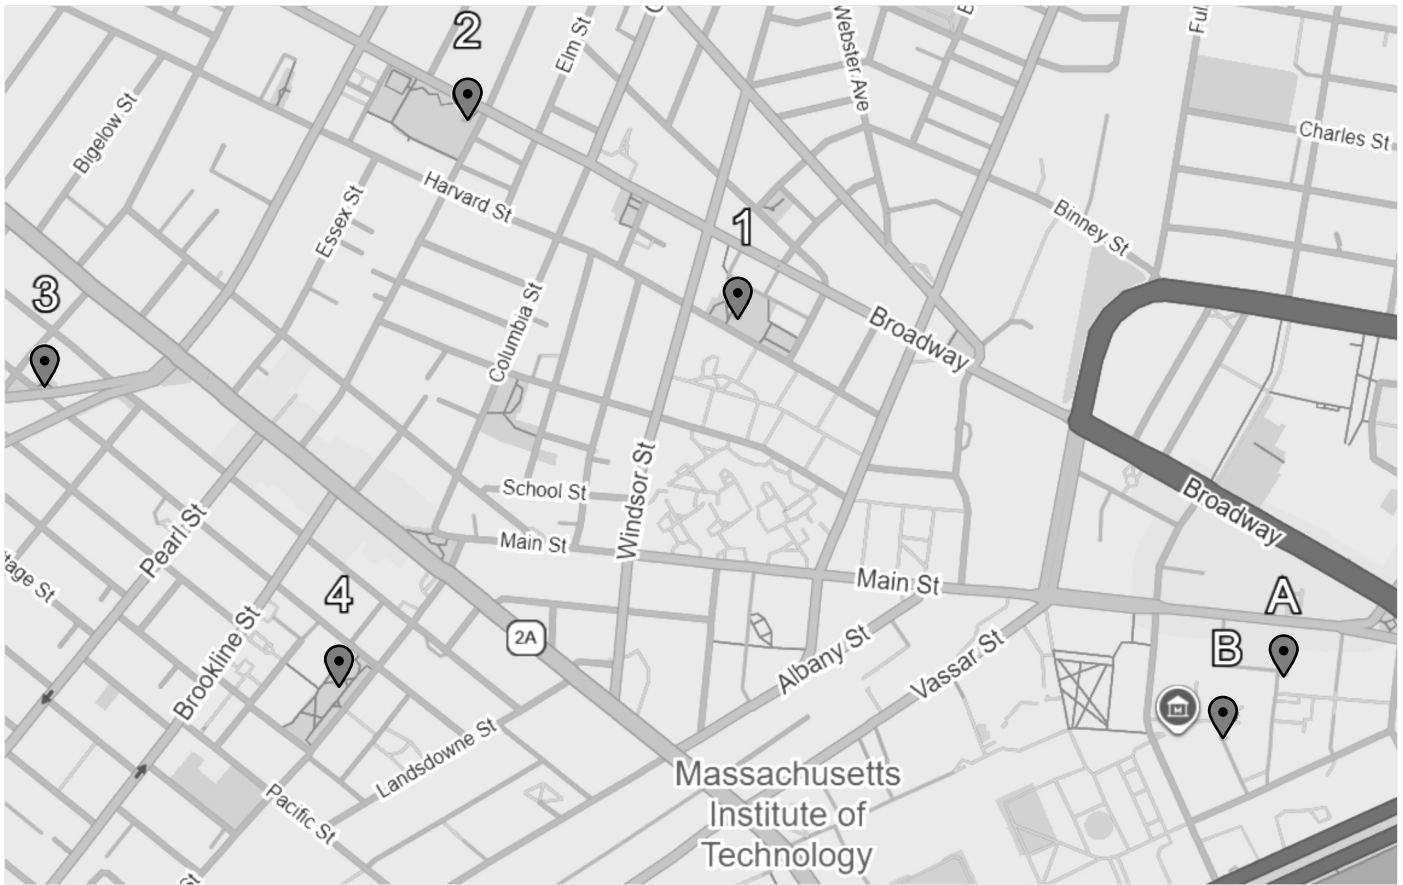 2
Elm St
Webster Ave
Charles St
Bigelow St
Harvard St
Essex St
1
Binney St
3
Columbia St
Broadway
School St
Windsor St
Main St
Pearl St
Broadway
4
Main St
A
2A
B
Brookline St
Albany St
Vassar St
Landsdowne St
Pacific St
Massachusetts
Institute of
Technology
St